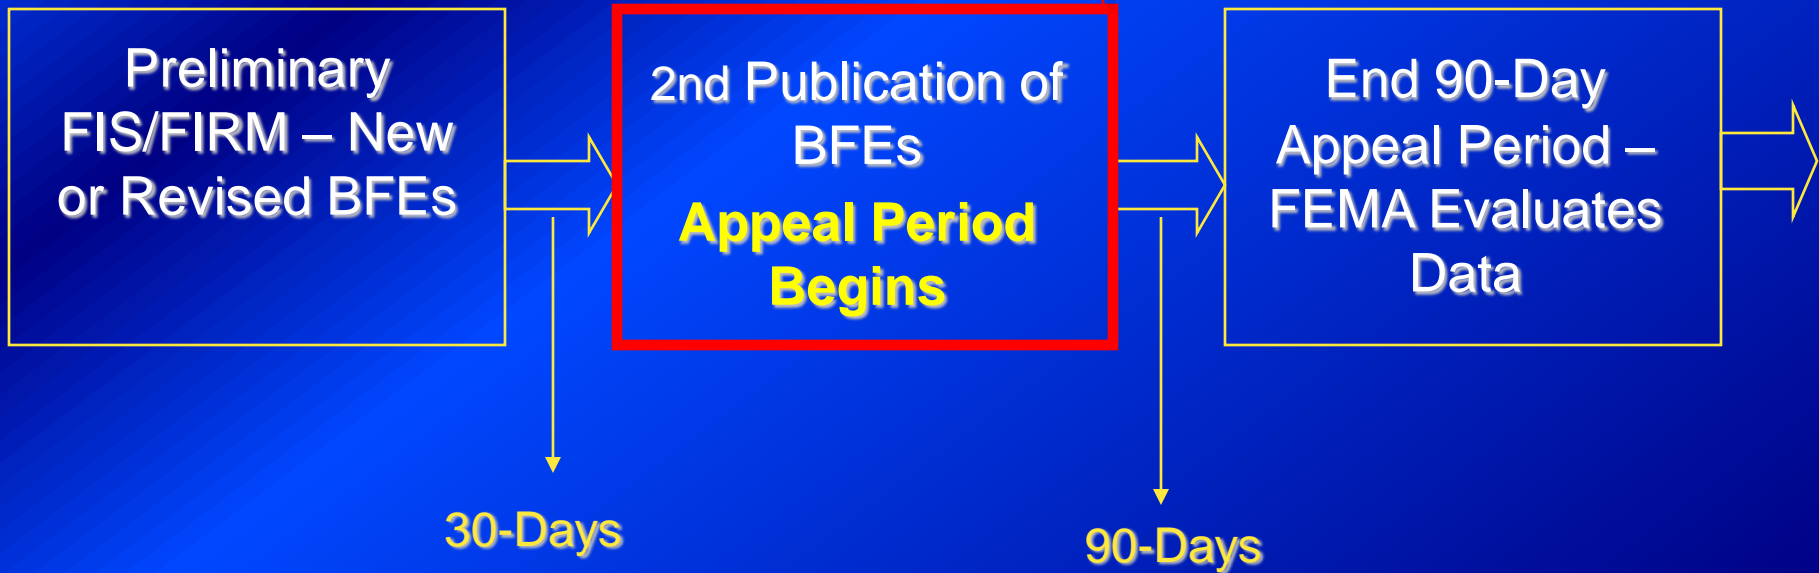 Preliminary
FIS/FIRM – New
or Revised BFEs
2nd Publication of
BFEs
Appeal Period
Begins
End 90-Day
Appeal Period –
FEMA Evaluates
Data
30-Days
90-Days